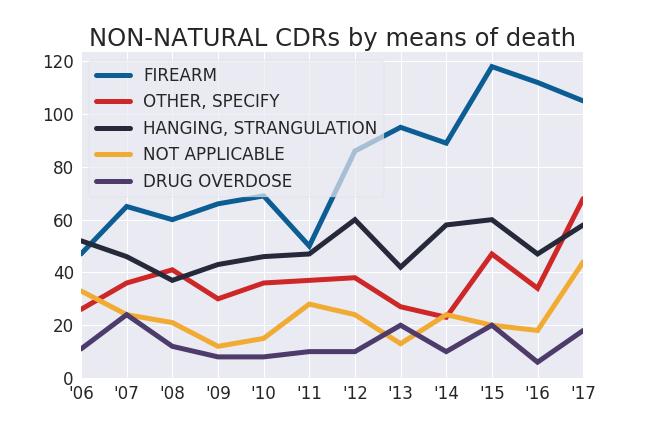 NON-NATURAL CDRs by means of death
120
100
80
60
40
20
0
FIREARM
OTHER, SPECIFY
HANGING, STRANGULATION
NOT APPLICABLE
DRUG OVERDOSE
'06 '07 '08 '09 '10 '11 '12 '13 '14 '15 '16 '17